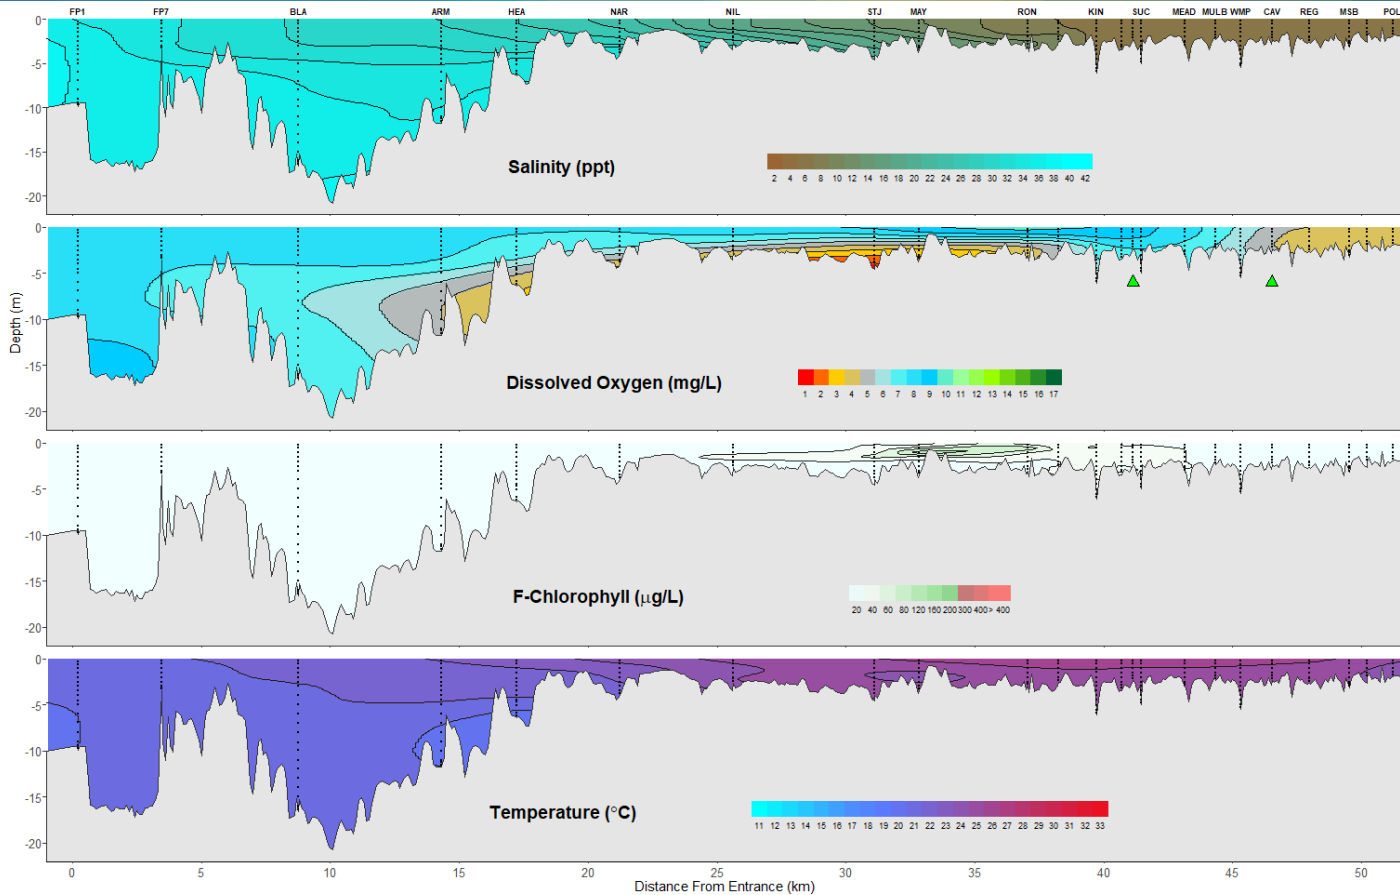 FP1 FP7 BLA ARM HEA NAR NIL STJ MAY RON KIN SUC MEAD MULB WMP CAV REG MSB POL
0
-5
-10
-15
-20
Salinity (ppt)
2 4 6 8 10 12 14 16 18 20 22 24 26 28 30 32 34 36 38 40 42
0
-5
-10
-15
-20
Depth (m)
Dissolved Oxygen (mg/L)
1 2 3 4 5 6 7 8 9 10 11 12 13 14 15 16 17
0
-5
-10
-15
-20
F-Chlorophyll (μg/L)
20 40 60 80 120 160 200 300 400 > 400
0
-5
-10
-15
-20
Temperature (°C)
11 12 13 14 15 16 17 18 19 20 21 22 23 24 25 26 27 28 29 30 31 32 33
0 5 10 15 20 25 30 35 40 45 50
Distance From Entrance (km)